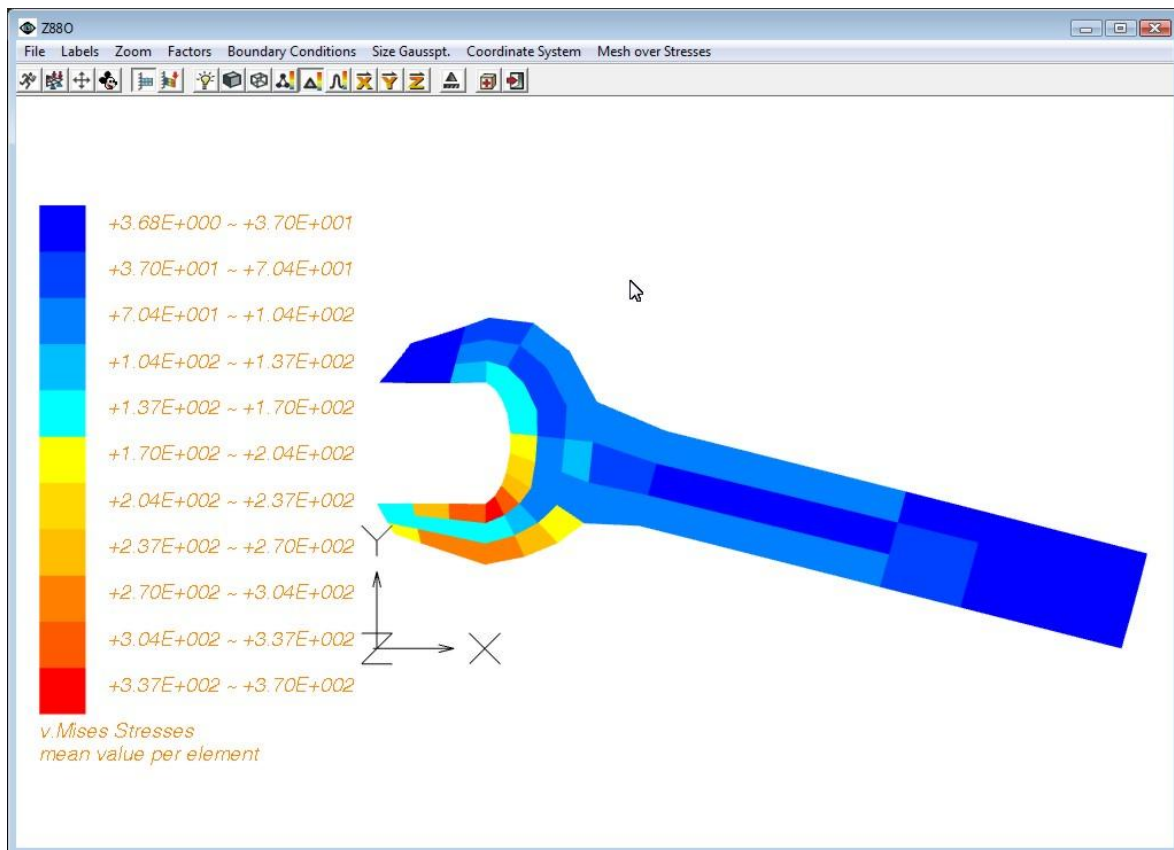 Z88O
File Labels Zoom Factors Boundary Conditions Size Gausspt. Coordinate System Mesh over Stresses
X Y Z
+3.68E+000 ~ +3.70E+001
+3.70E+001 ~ +7.04E+001
+7.04E+001 ~ +1.04E+002
+1.04E+002 ~ +1.37E+002
+1.37E+002 ~ +1.70E+002
+1.70E+002 ~ +2.04E+002
+2.04E+002 ~ +2.37E+002
+2.37E+002 ~ +2.70E+002
+2.70E+002 ~ +3.04E+002
+3.04E+002 ~ +3.37E+002
+3.37E+002 ~ +3.70E+002
Y
Z X
v.Mises Stresses
mean value per element